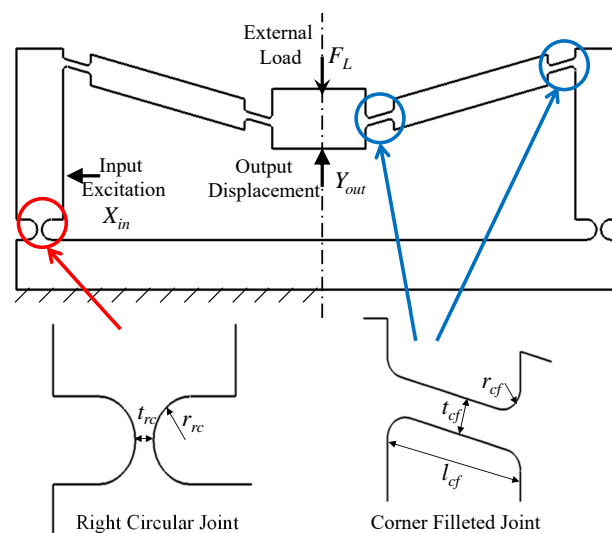 External
Load
F_L
Input
Excitation
X_in
Output
Displacement
Y_out
t_rc
r_rc
r_cf
t_cf
l_cf
Right Circular Joint
Corner Filleted Joint